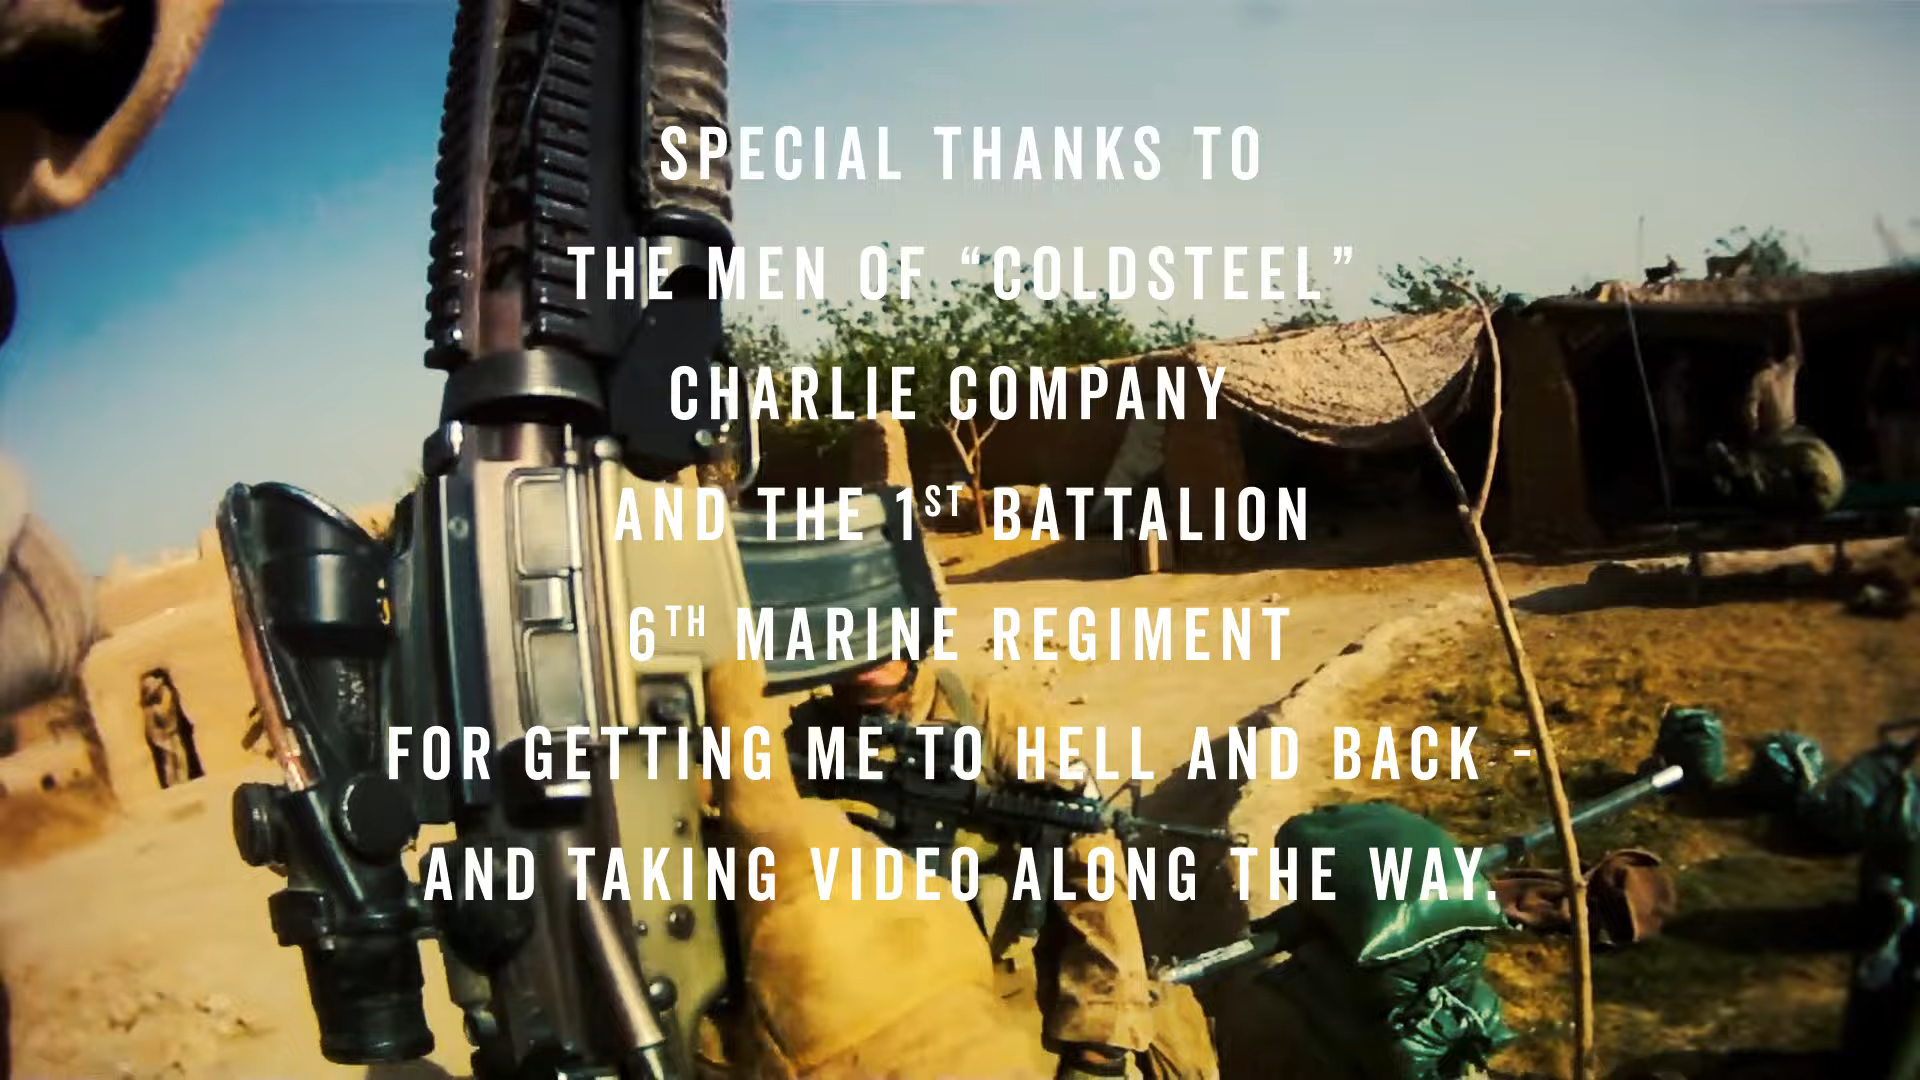 SPECIAL THANKS TO
THE MEN OF “COLDSTEEL”
CHARLIE COMPANY
AND THE 1ST BATTALION
6TH MARINE REGIMENT
FOR GETTING ME TO HELL AND BACK -
AND TAKING VIDEO ALONG THE WAY.